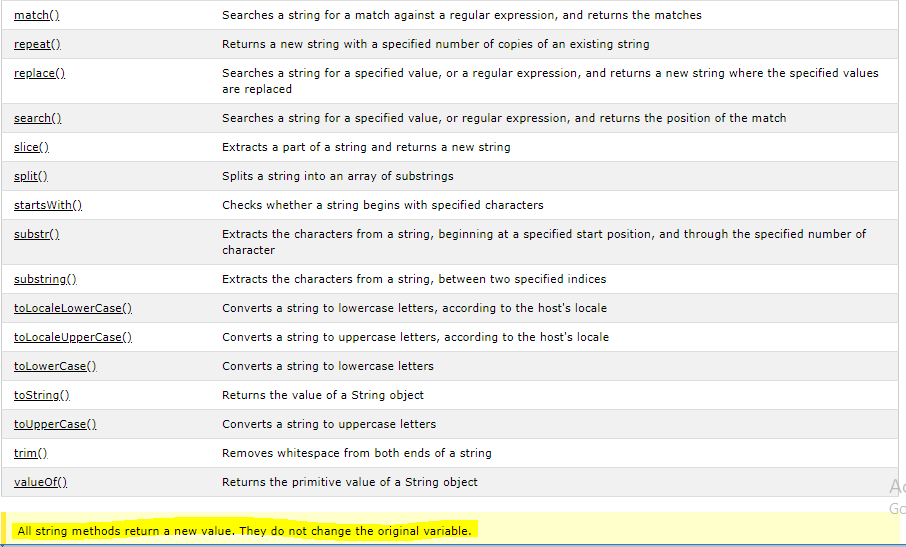 match() Searches a string for a match against a regular expression, and returns the matches
repeat() Returns a new string with a specified number of copies of an existing string
replace() Searches a string for a specified value, or a regular expression, and returns a new string where the specified values
are replaced
search() Searches a string for a specified value, or regular expression, and returns the position of the match
slice() Extracts a part of a string and returns a new string
split() Splits a string into an array of substrings
startsWith() Checks whether a string begins with specified characters
substr() Extracts the characters from a string, beginning at a specified start position, and through the specified number of
character
substring() Extracts the characters from a string, between two specified indices
toLocaleLowerCase() Converts a string to lowercase letters, according to the host's locale
toLocaleUpperCase() Converts a string to uppercase letters, according to the host's locale
toLowerCase() Converts a string to lowercase letters
toString() Returns the value of a String object
toUpperCase() Converts a string to uppercase letters
trim() Removes whitespace from both ends of a string
valueOf() Returns the primitive value of a String object
All string methods return a new value. They do not change the original variable.